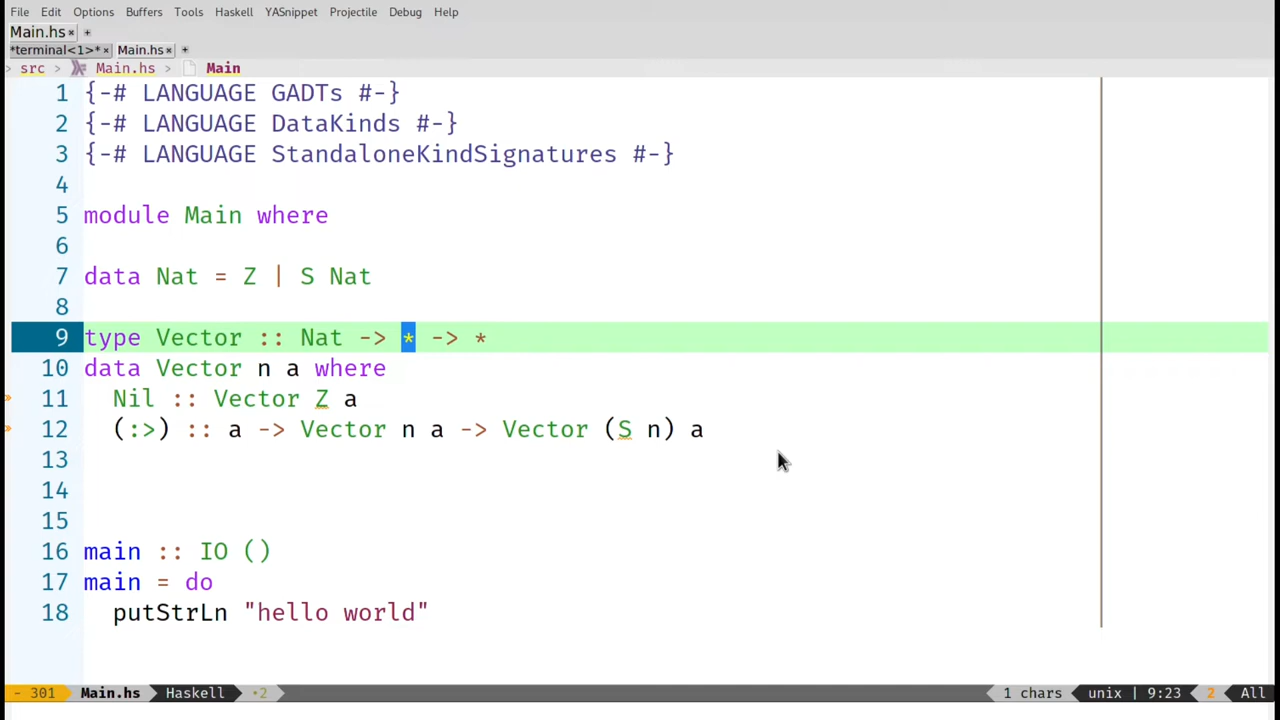 File Edit Options Buffers Tools Haskell YASnippet Projectile Debug Help
Main.hs × +
*terminal<1>* × Main.hs × +
> src > Main.hs > Main
1 {-# LANGUAGE GADTs #-}
2 {-# LANGUAGE DataKinds #-}
3 {-# LANGUAGE StandaloneKindSignatures #-}
4
5 module Main where
6
7 data Nat = Z | S Nat
8
9 type Vector :: Nat -> * -> *
10 data Vector n a where
» 11   Nil :: Vector Z a
» 12   (:>) :: a -> Vector n a -> Vector (S n) a
13
14
15
16 main :: IO ()
17 main = do
18   putStrLn "hello world"
- 301 Main.hs Haskell •2 1 chars unix | 9:23 2 All